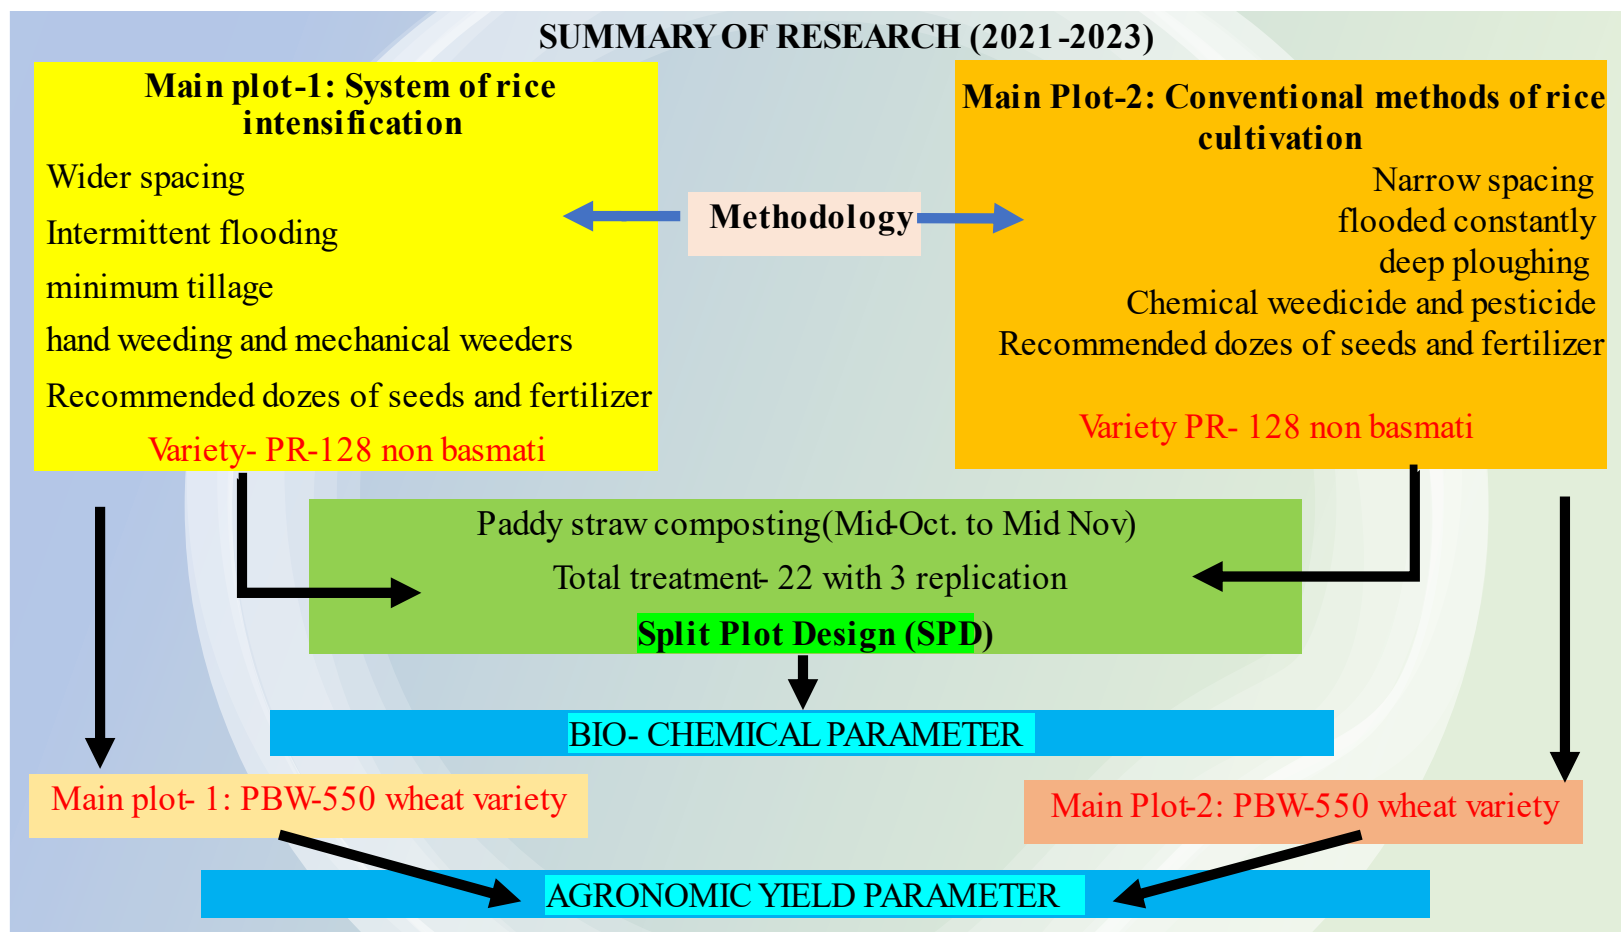 SUMMARY OF RESEARCH (2021-2023)
Main plot-1: System of rice
intensification
Wider spacing
Intermittent flooding
minimum tillage
hand weeding and mechanical weeders
Recommended dozes of seeds and fertilizer
Variety- PR-128 non basmati
Methodology
Main Plot-2: Conventional methods of rice
cultivation
Narrow spacing
flooded constantly
deep ploughing
Chemical weedicide and pesticide
Recommended dozes of seeds and fertilizer
Variety PR- 128 non basmati
Paddy straw composting(Mid-Oct. to Mid Nov)
Total treatment- 22 with 3 replication
Split Plot Design (SPD)
BIO- CHEMICAL PARAMETER
Main plot- 1: PBW-550 wheat variety
Main Plot-2: PBW-550 wheat variety
AGRONOMIC YIELD PARAMETER